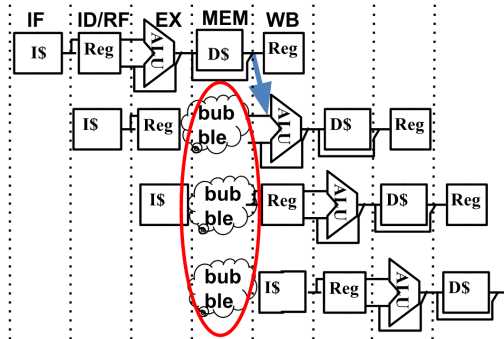 IF ID/RF EX MEM WB
I$ Reg ALU D$ Reg
I$ Reg bub ble ALU D$ Reg
I$ bub ble Reg ALU D$ Reg
bub ble I$ Reg ALU D$